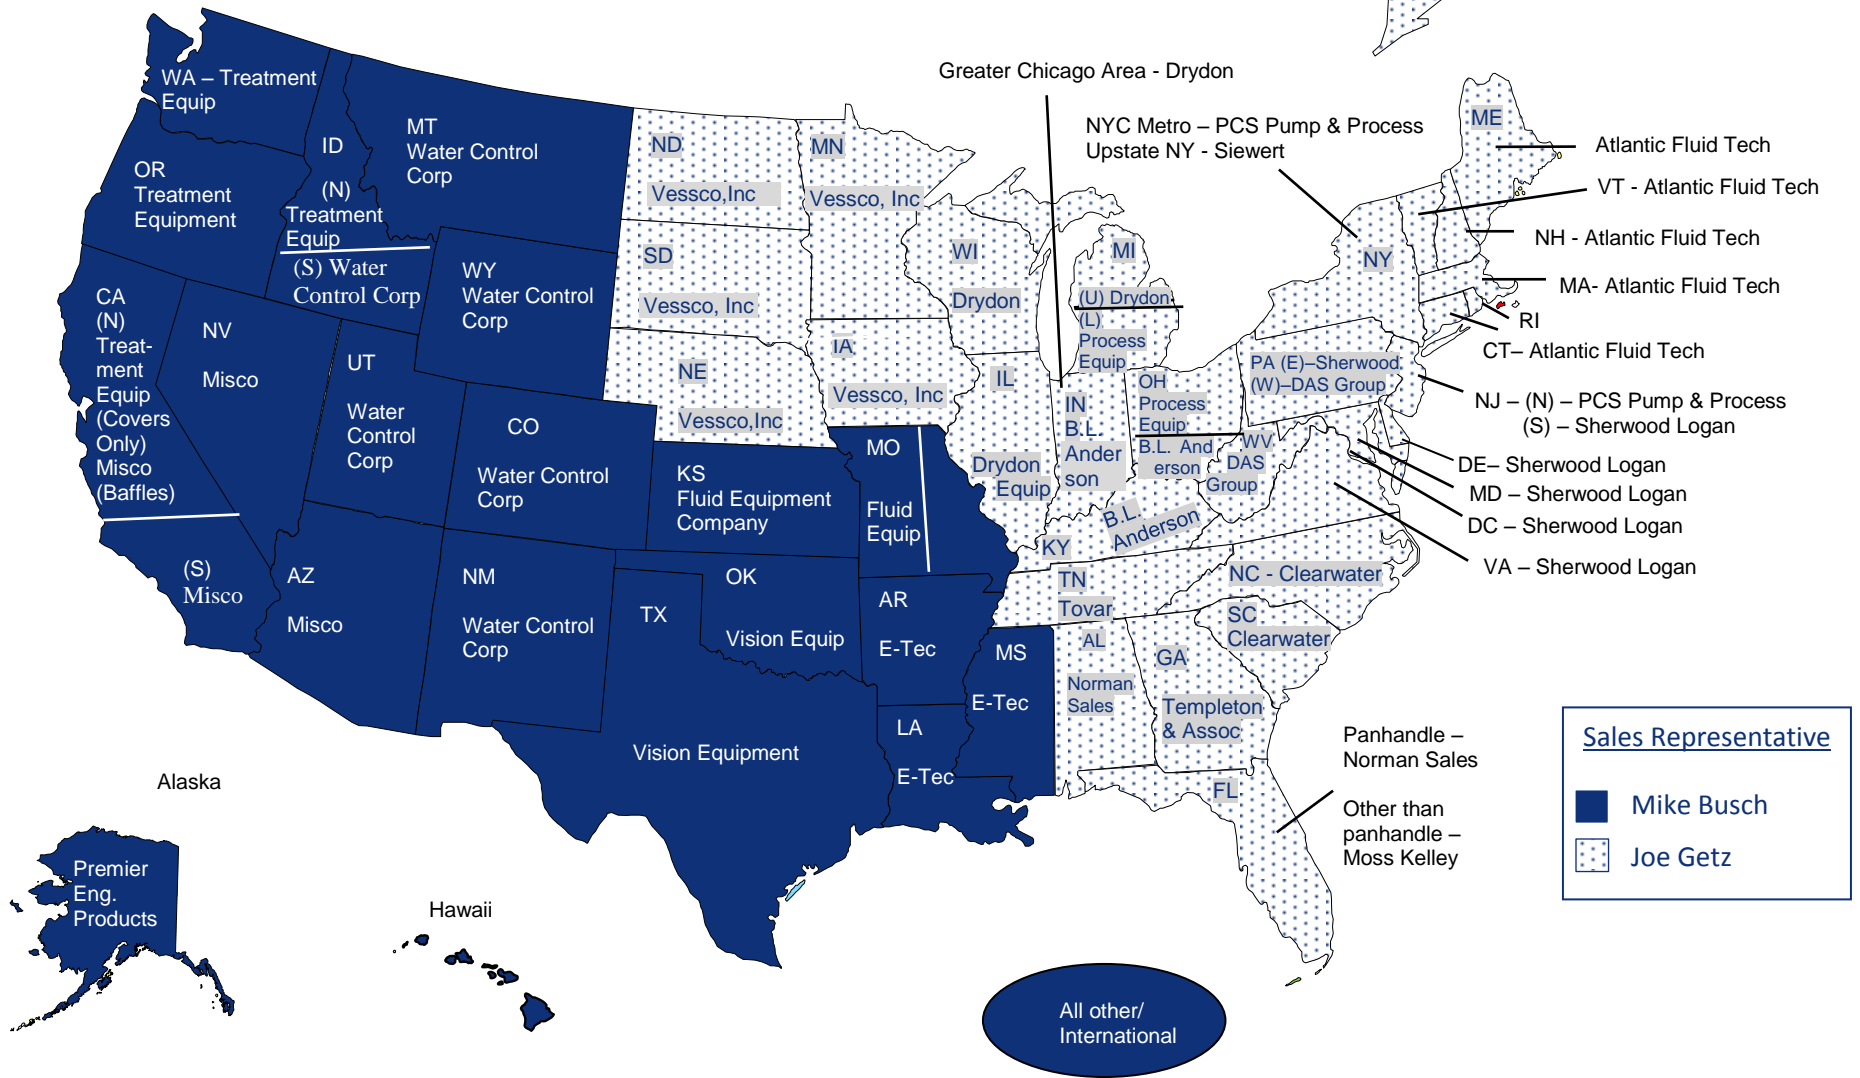 WA – Treatment
Equip
OR
Treatment
Equipment
ID
(N)
Treatment
Equip
(S) Water
Control Corp
MT
Water Control
Corp
WY
Water Control
Corp
CA
(N)
Treat-
ment
Equip
(Covers
Only)
Misco
(Baffles)
(S)
Misco
NV
Misco
UT
Water
Control
Corp
CO
Water Control
Corp
AZ
Misco
NM
Water Control
Corp
ND
Vessco,Inc
SD
Vessco, Inc
NE
Vessco,Inc
KS
Fluid Equipment
Company
OK
Vision Equip
TX
Vision Equipment
MN
Vessco, Inc
IA
Vessco, Inc
MO
Fluid
Equip
AR
E-Tec
LA
E-Tec
MS
E-Tec
WI
Drydon
IL
Drydon
Equip
Greater Chicago Area - Drydon
MI
(U) Drydon
(L)
Process
Equip
IN
B.L.
Ander
son
OH
Process
Equip
B.L. And
erson
KY
B.L.
Anderson
TN
Tovar
AL
Norman
Sales
GA
Templeton
& Assoc
FL
Panhandle –
Norman Sales
Other than
panhandle –
Moss Kelley
SC
Clearwater
NC - Clearwater
WV
DAS
Group
PA (E)–Sherwood
(W)–DAS Group
NYC Metro – PCS Pump & Process
Upstate NY - Siewert
NY
ME
Atlantic Fluid Tech
VT - Atlantic Fluid Tech
NH - Atlantic Fluid Tech
MA- Atlantic Fluid Tech
RI
CT– Atlantic Fluid Tech
NJ – (N) – PCS Pump & Process
(S) – Sherwood Logan
DE– Sherwood Logan
MD – Sherwood Logan
DC – Sherwood Logan
VA – Sherwood Logan
Sales Representative
Mike Busch
Joe Getz
Alaska
Premier
Eng.
Products
Hawaii
All other/
International